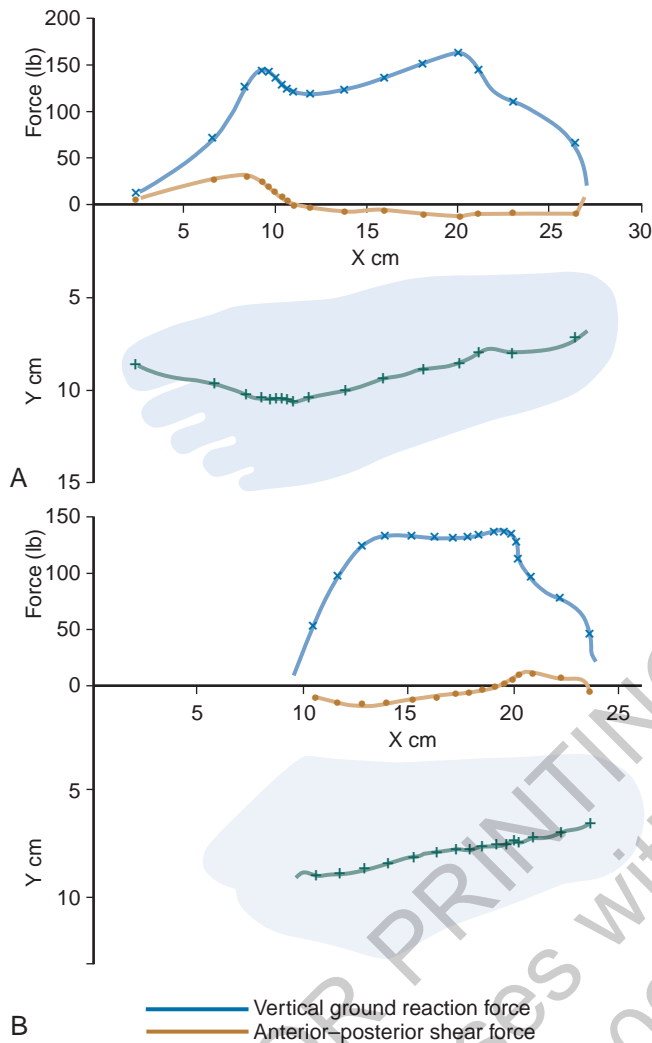 200
150
100
50
0
Force (lb)
5 10 15 20 25 30
X cm
5
10
15
Y cm
A
150
100
50
0
Force (lb)
5 10 15 20 25
X cm
5
10
Y cm
B
Vertical ground reaction force
Anterior–posterior shear force
PRINTING